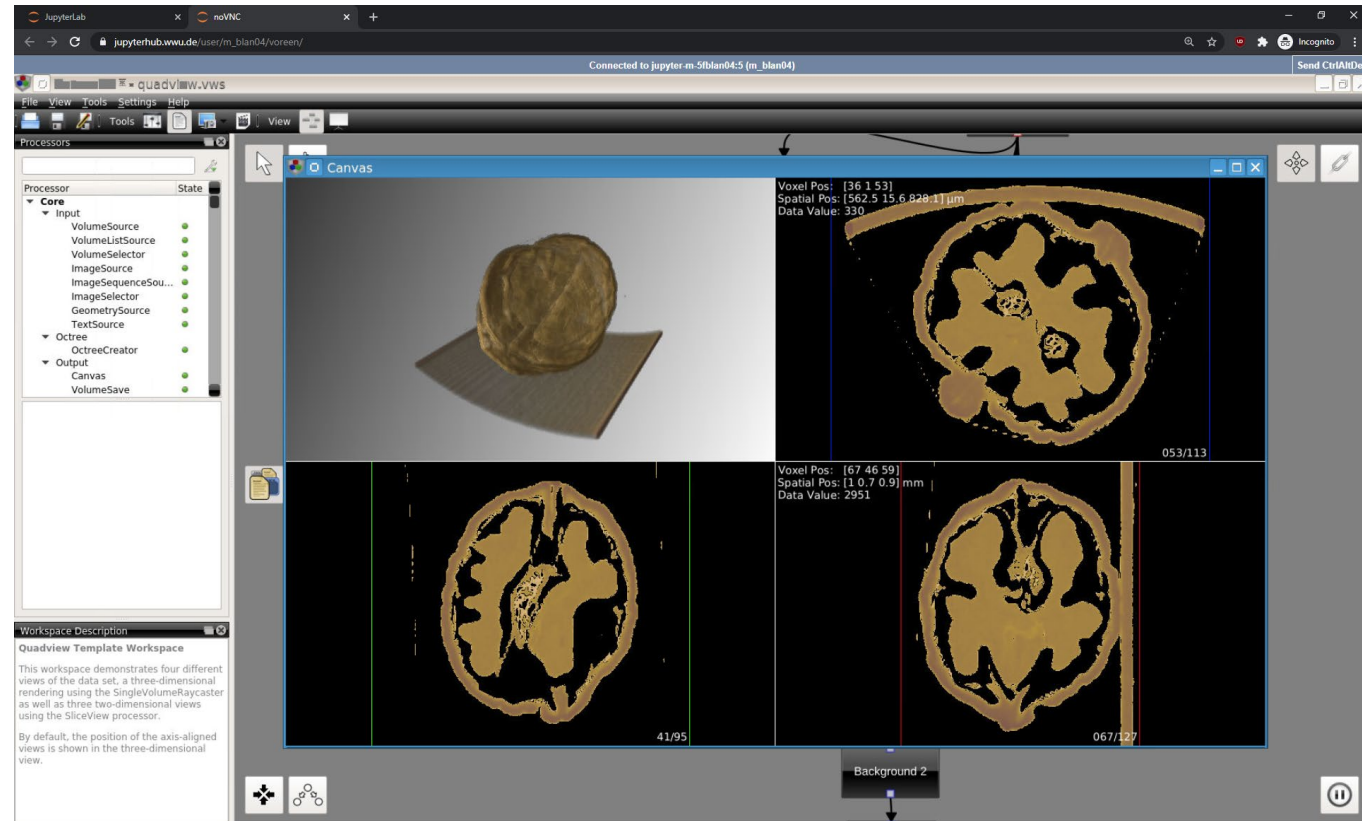 JupyterLab
noVNC
jupyterhub.wwu.de/user/m_blan04/voreen/
Incognito
Connected to jupyter-m-5fblan04:5 (m_blan04)
Send CtrlAltDe
File View Tools Settings Help
Tools
View
Processors
Processor State
Core
Input
VolumeSource
VolumeListSource
VolumeSelector
ImageSource
ImageSequenceSou...
ImageSelector
GeometrySource
TextSource
Octree
OctreeCreator
Output
Canvas
VolumeSave
Workspace Description
Quadview Template Workspace
This workspace demonstrates four different
views of the data set, a three-dimensional
rendering using the SingleVolumeRaycaster
as well as three two-dimensional views
using the SliceView processor.
By default, the position of the axis-aligned
views is shown in the three-dimensional
view.
Canvas
Voxel Pos: [36 1 53]
Spatial Pos: [562.5 15.6 828.1] µm
Data Value: 330
053/113
41/95
Voxel Pos: [67 46 59]
Spatial Pos: [1 0.7 0.9] mm
Data Value: 2951
067/127
Background 2